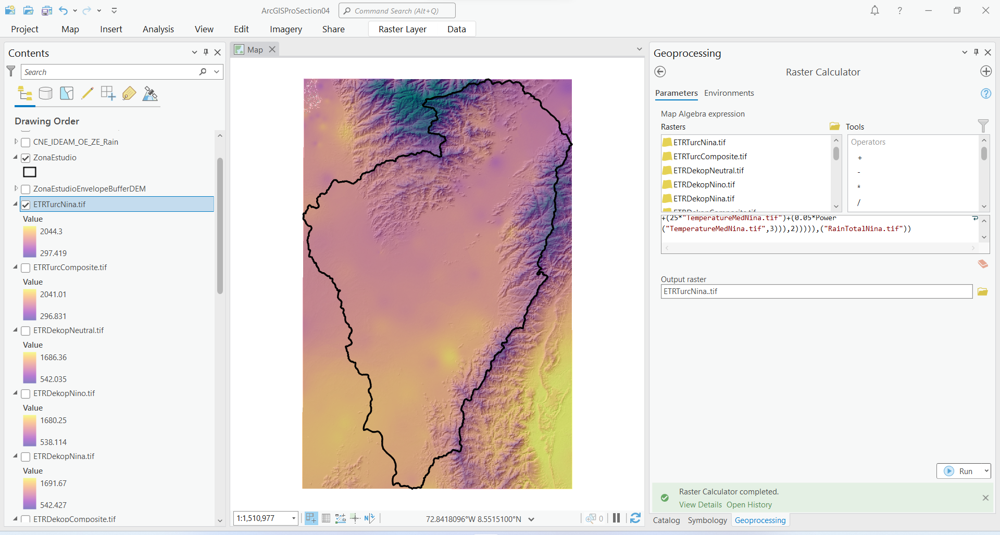 ArcGISProSection04
Command Search (Alt+Q)
?
Project
Map
Insert
Analysis
View
Edit
Imagery
Share
Raster Layer
Data
Contents
Search
Drawing Order
CNE_IDEAM_OE_ZE_Rain
ZonaEstudio
ZonaEstudioEnvelopeBufferDEM
ETRTurcNina.tif
Value
2044.3
297.419
ETRTurcComposite.tif
Value
2041.01
296.831
ETRDekopNeutral.tif
Value
1686.36
542.035
ETRDekopNino.tif
Value
1680.25
538.114
ETRDekopNina.tif
Value
1691.67
542.427
ETRDekopComposite.tif
Map
1:1,510,977
72.8418096°W 8.5515100°N
0
Geoprocessing
Raster Calculator
Parameters
Environments
?
Map Algebra expression
Rasters
Tools
ETRTurcNina.tif
ETRTurcComposite.tif
ETRDekopNeutral.tif
ETRDekopNino.tif
ETRDekopNina.tif
ETRDekopComposite.tif
Operators
+
-
*
/
+(25*"TemperatureMedNina.tif")+(0.05*Power
("TemperatureMedNina.tif",3))),2))))),("RainTotalNina.tif"))
Output raster
ETRTurcNina..tif
Run
Raster Calculator completed.
View Details Open History
Catalog
Symbology
Geoprocessing